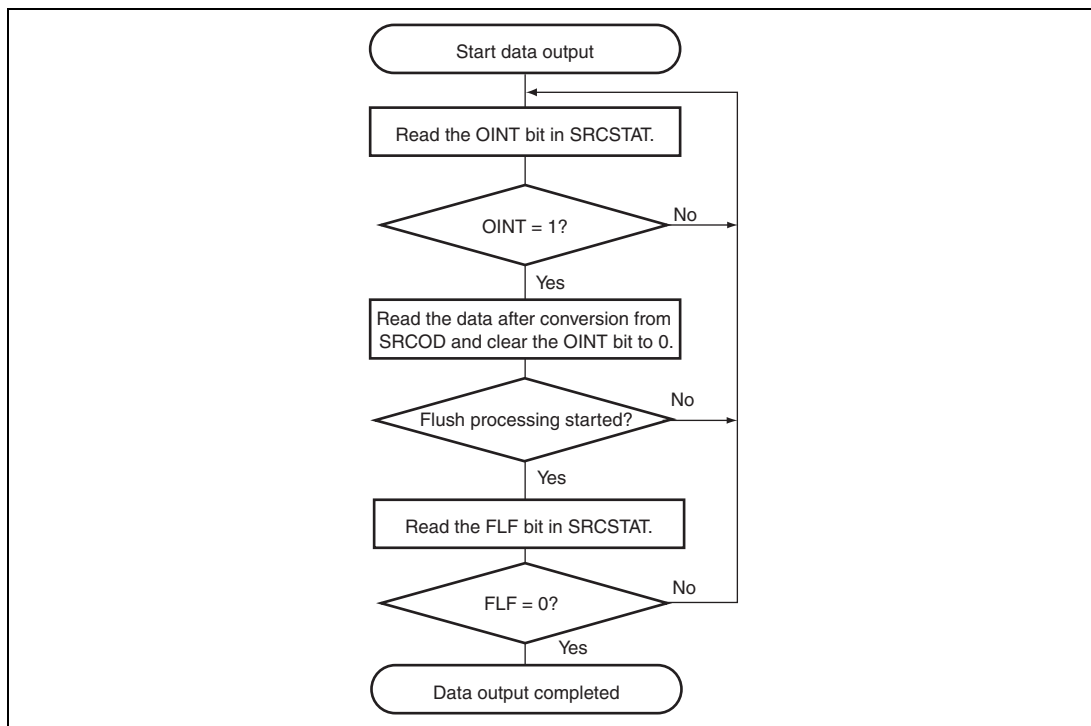 Start data output
Read the OINT bit in SRCSTAT.
OINT = 1?
No
Yes
Read the data after conversion from
SRCOD and clear the OINT bit to 0.
Flush processing started?
No
Yes
Read the FLF bit in SRCSTAT.
FLF = 0?
No
Yes
Data output completed